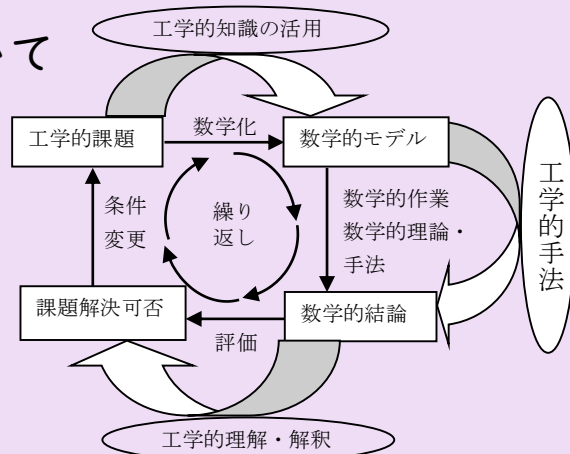 工学的知識の活用
いて
工学的課題
数学化
数学的モデル
条件
変更
繰り
返し
数学的作業
数学的理論・
手法
工学的手法
課題解決可否
評価
数学的結論
工学的理解・解釈